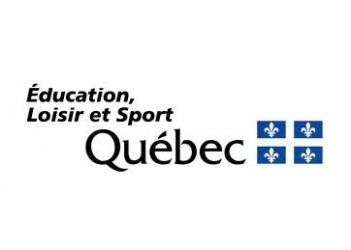 Éducation,
Loisir et Sport
Québec